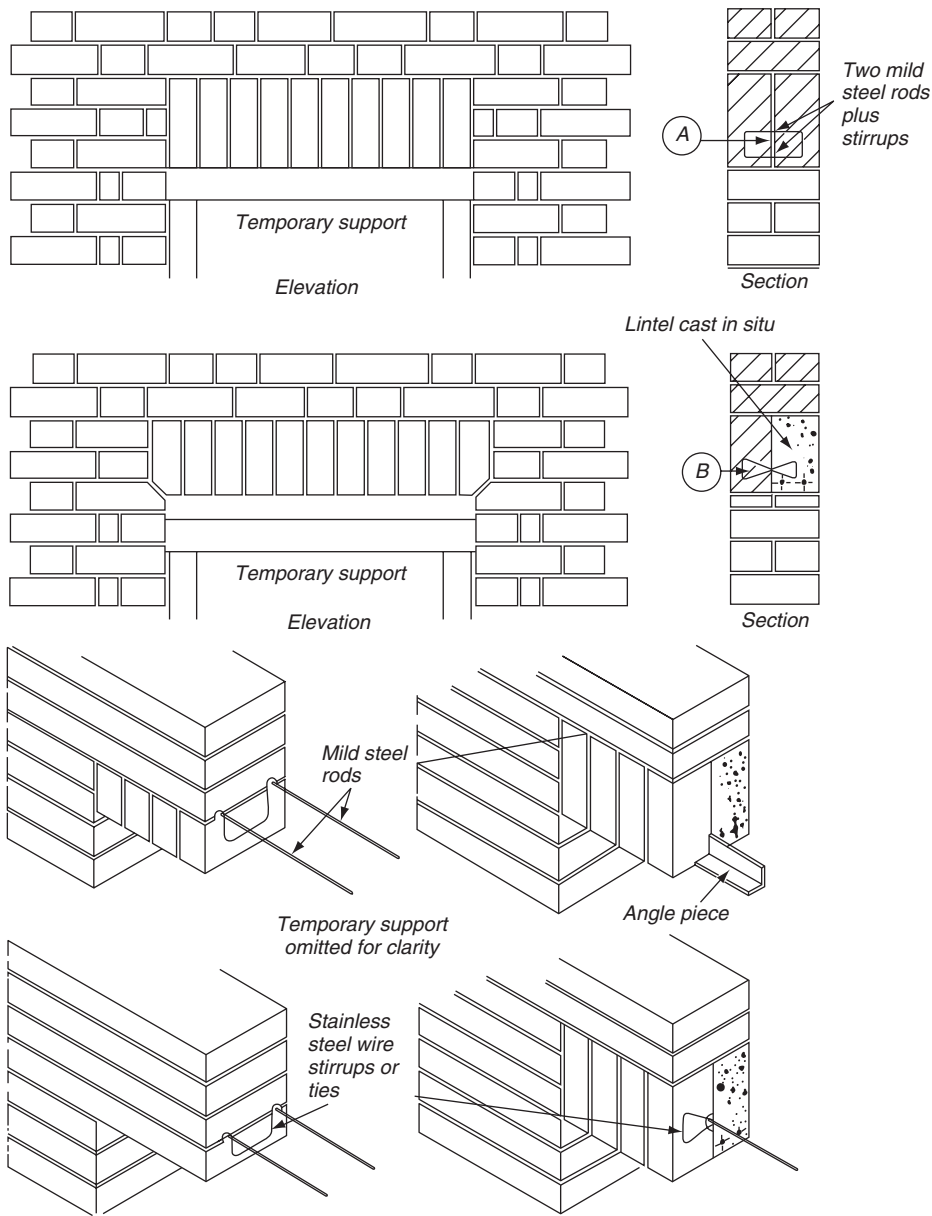 Two mild
steel rods
plus
stirrups
A
Temporary support
Elevation
Section
Lintel cast in situ
B
Temporary support
Elevation
Section
Mild steel
rods
Angle piece
Temporary support
omitted for clarity
Stainless
steel wire
stirrups or
ties